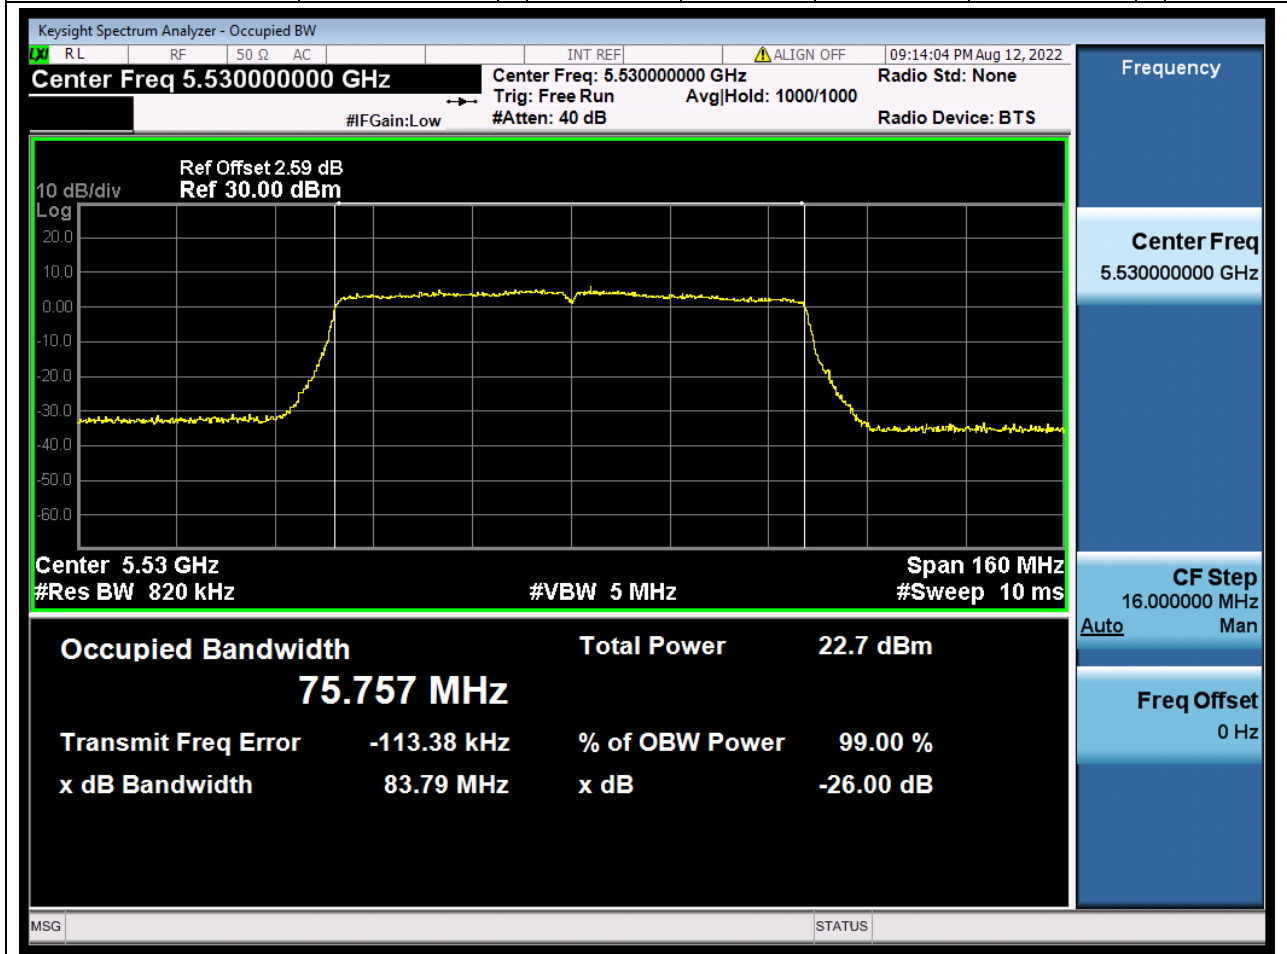 Keysight Spectrum Analyzer - Occupied BW
LXI RL RF 50 Ω AC INT REF ALIGN OFF 09:14:04 PM Aug 12, 2022
Center Freq 5.530000000 GHz
Center Freq: 5.530000000 GHz
Radio Std: None
Trig: Free Run Avg|Hold: 1000/1000
#IFGain:Low #Atten: 40 dB Radio Device: BTS
Frequency
Ref Offset 2.59 dB
10 dB/div Ref 30.00 dBm
Log
20.0
10.0
0.00
-10.0
-20.0
-30.0
-40.0
-50.0
-60.0
Center 5.53 GHz Span 160 MHz
#Res BW 820 kHz #VBW 5 MHz #Sweep 10 ms
Occupied Bandwidth Total Power 22.7 dBm
75.757 MHz
Transmit Freq Error -113.38 kHz % of OBW Power 99.00 %
x dB Bandwidth 83.79 MHz x dB -26.00 dB
Center Freq
5.530000000 GHz
CF Step
16.000000 MHz
Auto Man
Freq Offset
0 Hz
MSG STATUS